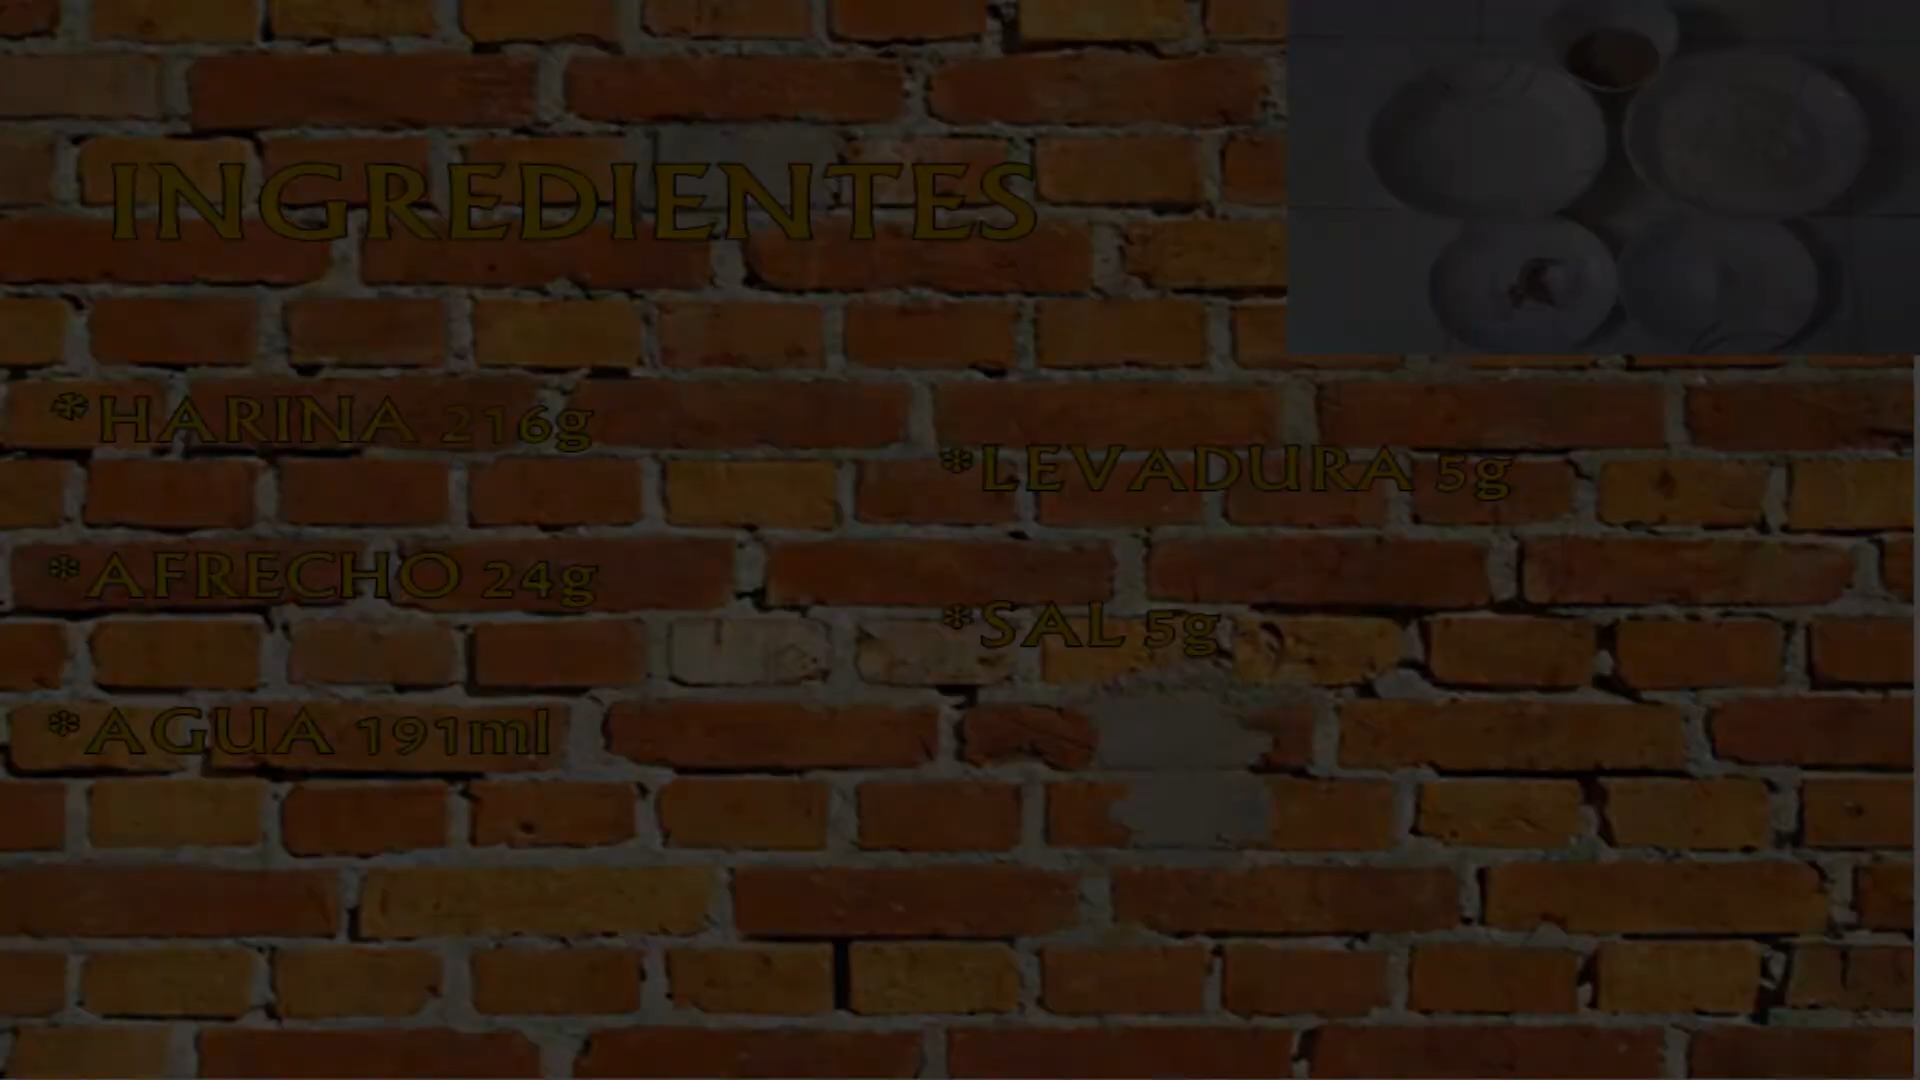 INGREDIENTES
*HARINA 216g
*AFRECHO 24g
*AGUA 191ml
*LEVADURA 5g
*SAL 5g